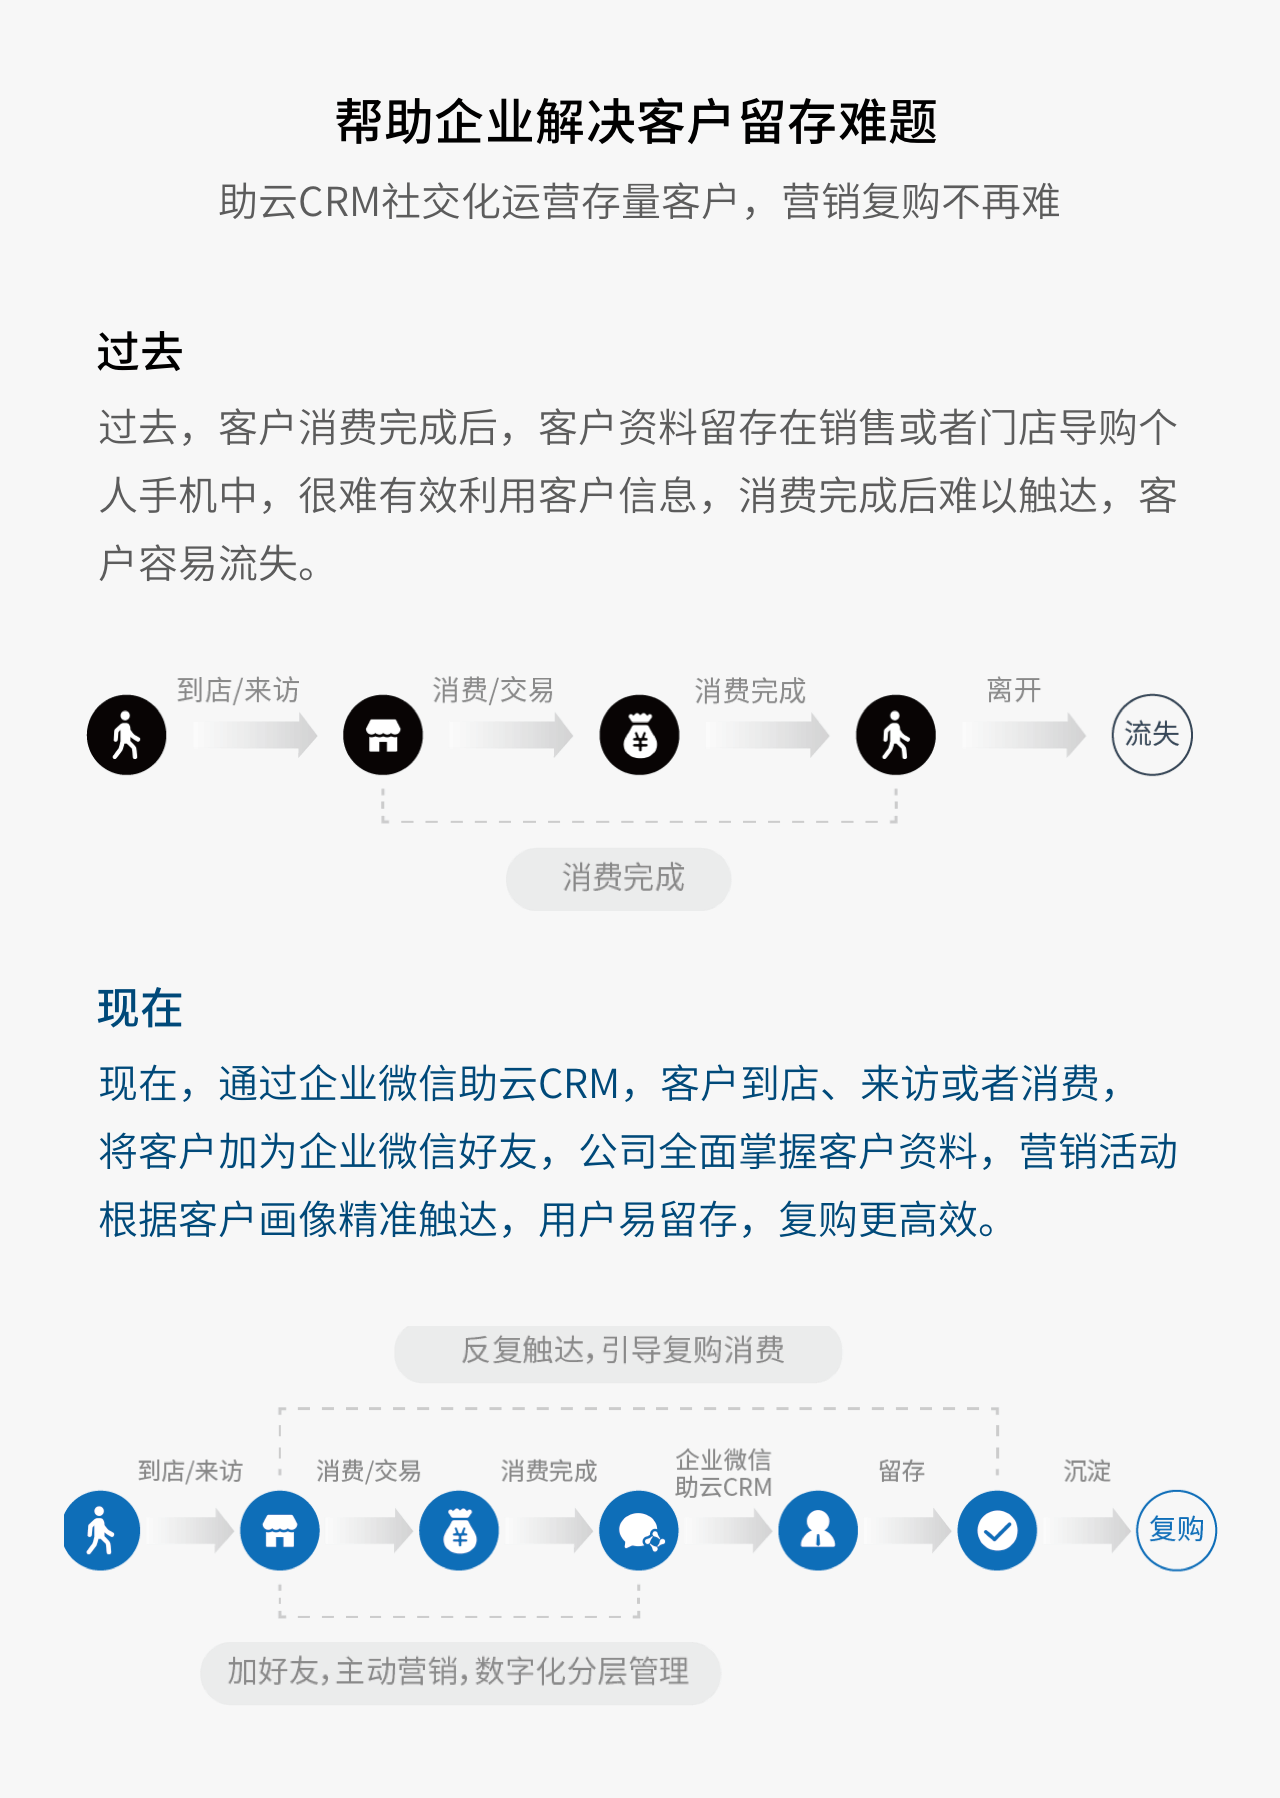 帮助企业解决客户留存难题
助云CRM社交化运营存量客户，营销复购不再难
过去
过去，客户消费完成后，客户资料留存在销售或者门店导购个
人手机中，很难有效利用客户信息，消费完成后难以触达，客
户容易流失。
到店/来访
消费/交易
消费完成
离开
流失
消费完成
现在
现在，通过企业微信助云CRM，客户到店、来访或者消费，
将客户加为企业微信好友，公司全面掌握客户资料，营销活动
根据客户画像精准触达，用户易留存，复购更高效。
反复触达，引导复购消费
到店/来访
消费/交易
消费完成
企业微信
助云CRM
留存
沉淀
¥
¥
复购
加好友，主动营销，数字化分层管理